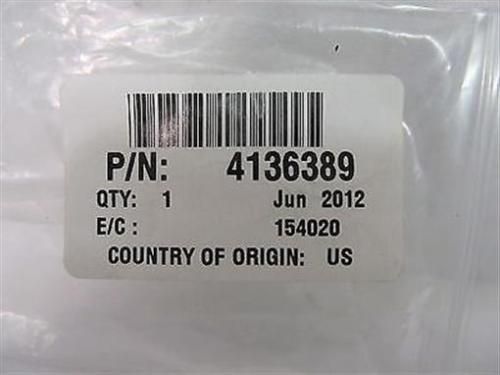 P/N: 4136389
QTY: 1 Jun 2012
E/C : 154020
COUNTRY OF ORIGIN: US